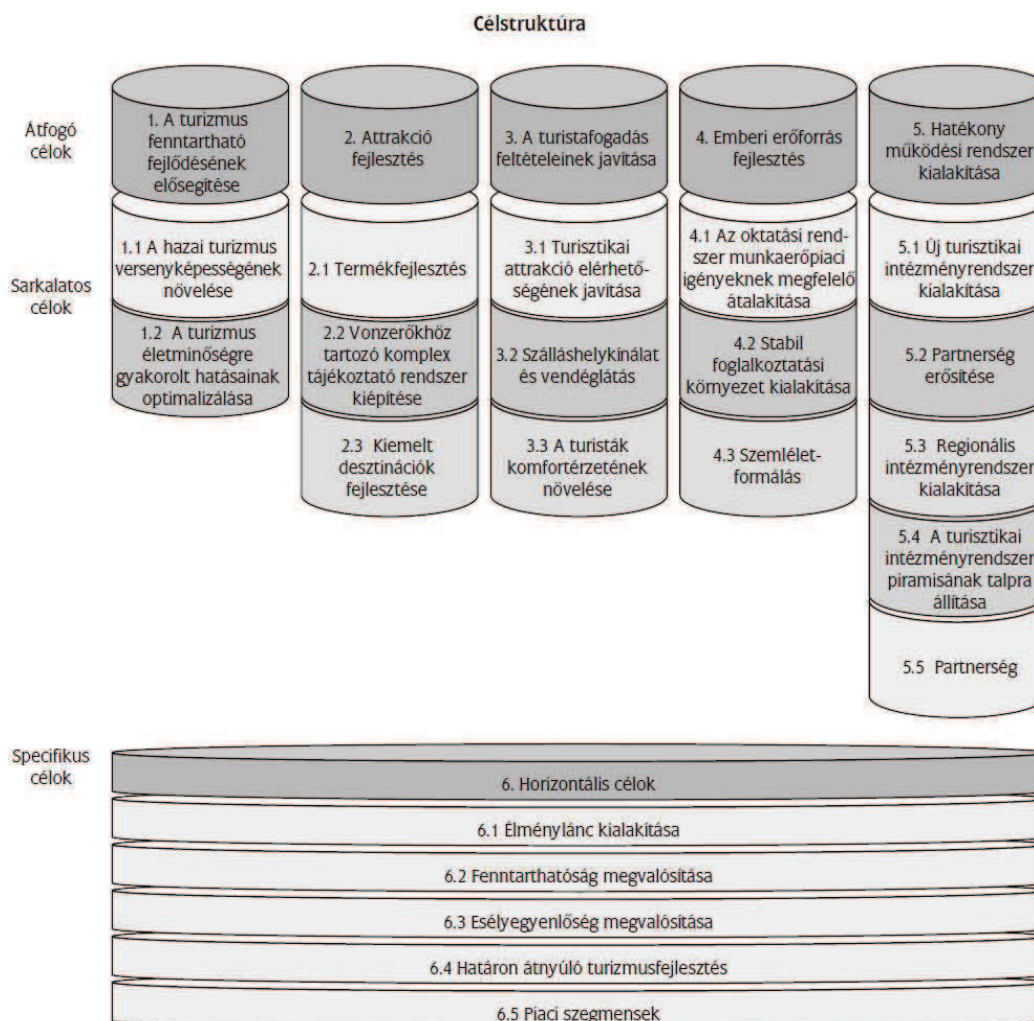 Célstruktúra
Átfogó
célok
1. A turizmus
fenntartható
fejlődésének
elősegítése
2. Attrakció
fejlesztés
3. A turistafogadás
feltételeinek javítása
4. Emberi erőforrás
fejlesztés
5. Hatékony
működési rendszer
kialakítása
Sarkalatos
célok
1.1 A hazai turizmus
versenyképességének
növelése
1.2 A turizmus
életminőségre
gyakorolt hatásainak
optimalizálása
2.1 Termékfejlesztés
2.2 Vonzerőkhöz
tartozó komplex
tájékoztató rendszer
kiépítése
2.3 Kiemelt
desztinációk
fejlesztése
3.1 Turisztikai
attrakció elérhető-
ségének javítása
3.2 Szálláshelykínálat
és vendéglátás
3.3 A turisták
komfortérzetének
növelése
4.1 Az oktatási rend-
szer munkaerőpiaci
igényeknek megfelelő
átalakítása
4.2 Stabil
foglalkoztatási
környezet kialakítása
4.3 Szemlélet-
formálás
5.1 Új turisztikai
intézményrendszer
kialakítása
5.2 Partnerség
erősítése
5.3 Regionális
intézményrendszer
kialakítása
5.4 A turisztikai
intézményrendszer
piramisának talpra
állítása
5.5 Partnerség
Specifikus
célok
6. Horizontális célok
6.1 Élménylánc kialakítása
6.2 Fenntarthatóság megvalósítása
6.3 Esélyegyenlőség megvalósítása
6.4 Határon átnyúló turizmusfejlesztés
6.5 Piaci szegmensek